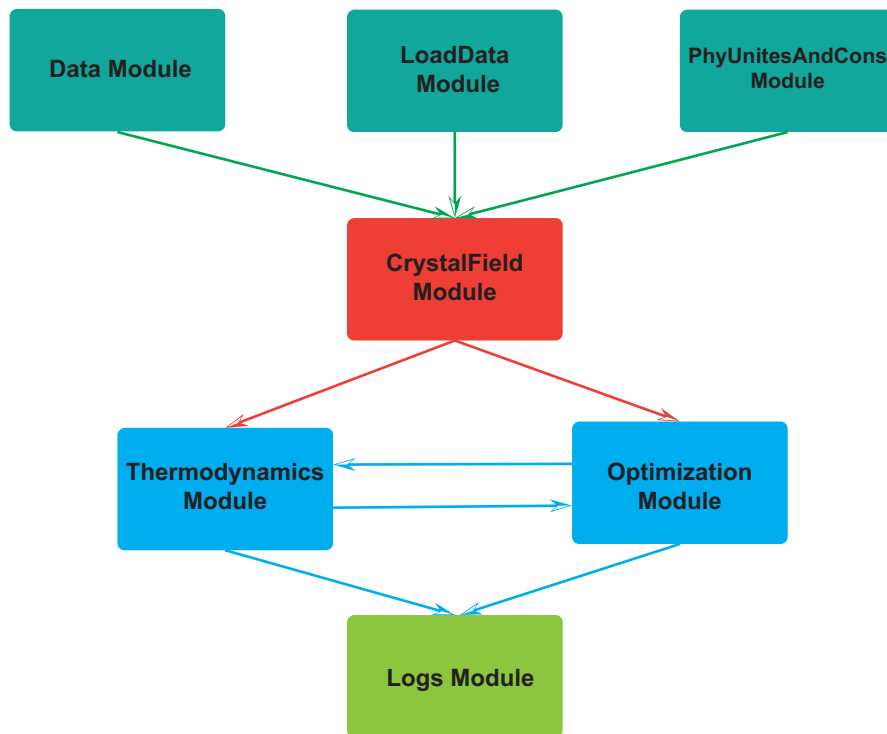 Data Module
LoadData
Module
PhyUnitesAndCons
Module
CrystalField
Module
Thermodynamics
Module
Optimization
Module
Logs Module